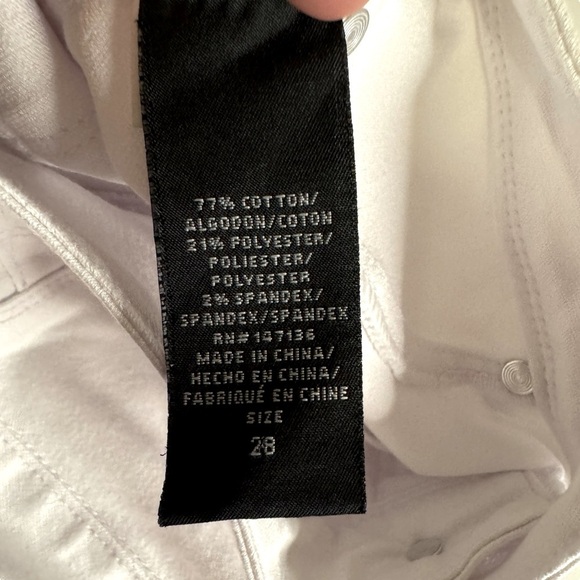 77% COTTON/
ALGODON/COTON
21% POLYESTER/
POLIESTER/
POLYESTER
2% SPANDEX/
SPANDEX/SPANDEX
RN#147136
MADE IN CHINA/
HECHO EN CHINA/
FABRIQUÉ EN CHINE
SIZE
28